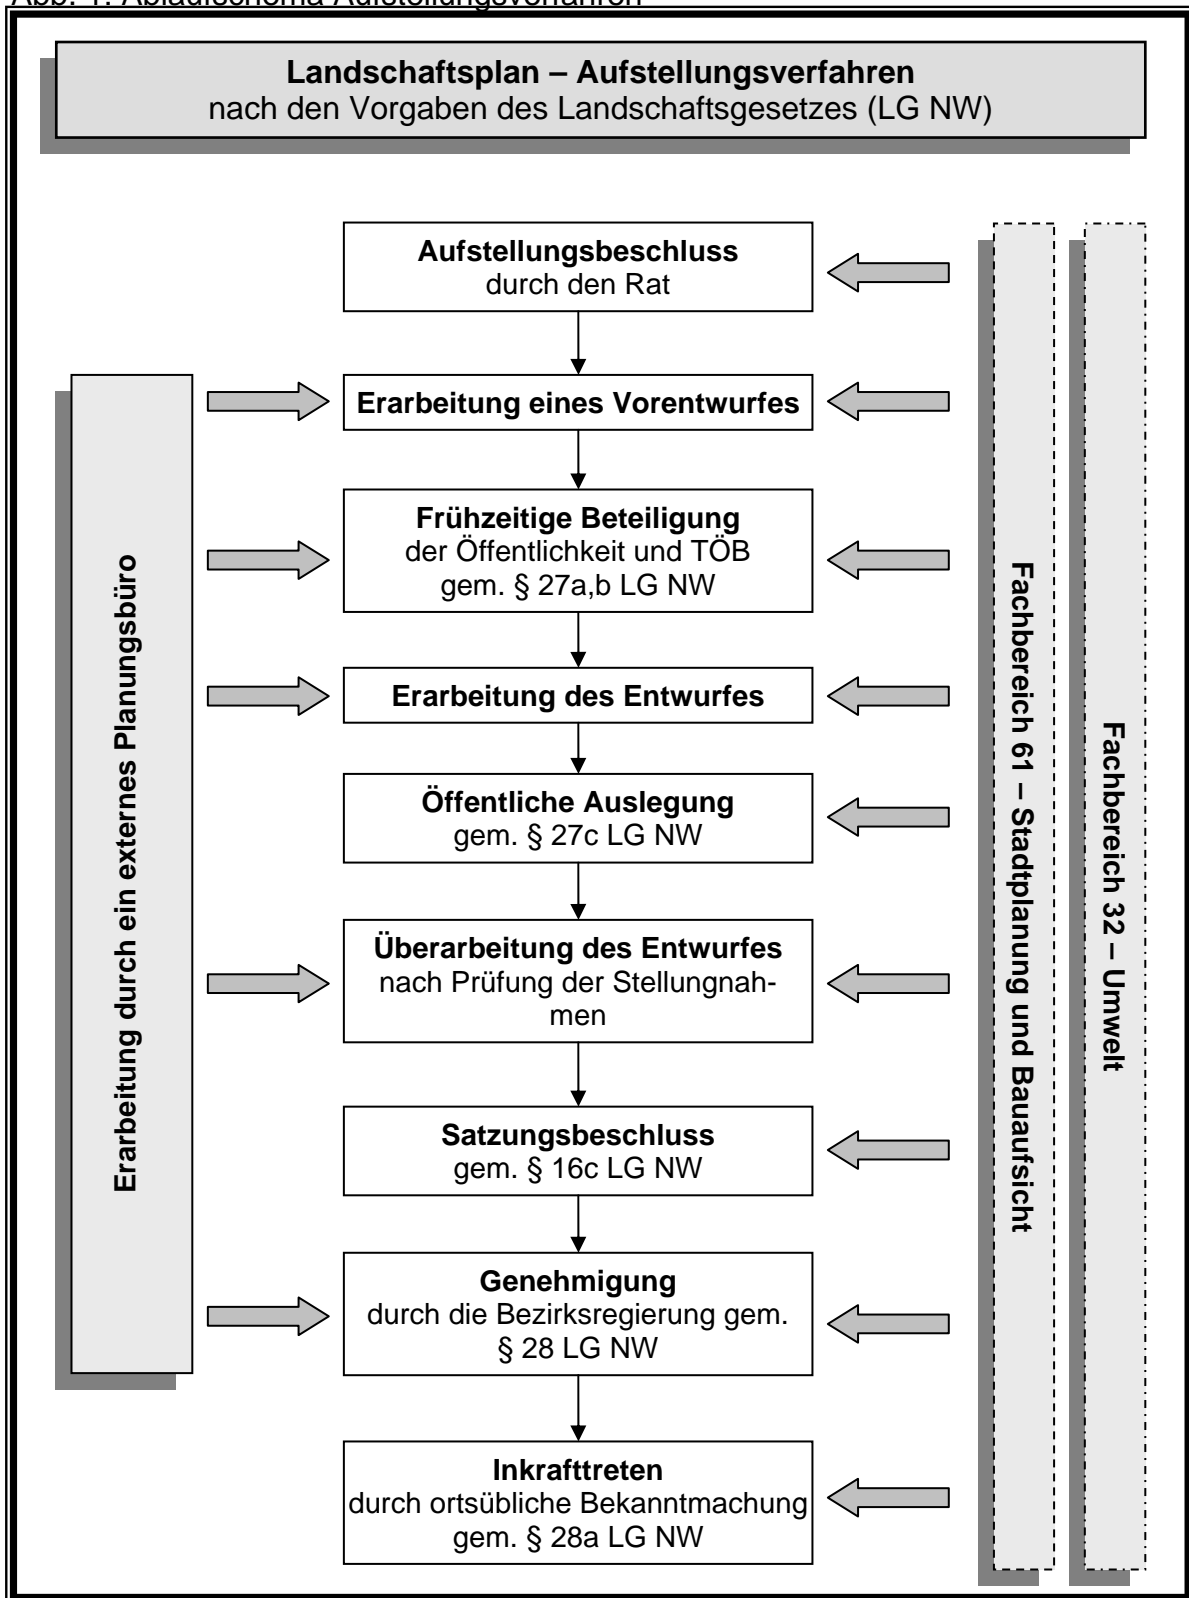 Abb. 1: Ablaufschema Aufstellungsverfahren
Landschaftsplan – Aufstellungsverfahren
nach den Vorgaben des Landschaftsgesetzes (LG NW)
Aufstellungsbeschluss
durch den Rat
Erarbeitung eines Vorentwurfes
Frühzeitige Beteiligung
der Öffentlichkeit und TÖB
gem. § 27a,b LG NW
Erarbeitung des Entwurfes
Öffentliche Auslegung
gem. § 27c LG NW
Überarbeitung des Entwurfes
nach Prüfung der Stellungnah-
men
Satzungsbeschluss
gem. § 16c LG NW
Genehmigung
durch die Bezirksregierung gem.
§ 28 LG NW
Inkrafttreten
durch ortsübliche Bekanntmachung
gem. § 28a LG NW
Erarbeitung durch ein externes Planungsbüro
Fachbereich 61 – Stadtplanung und Bauaufsicht
Fachbereich 32 – Umwelt